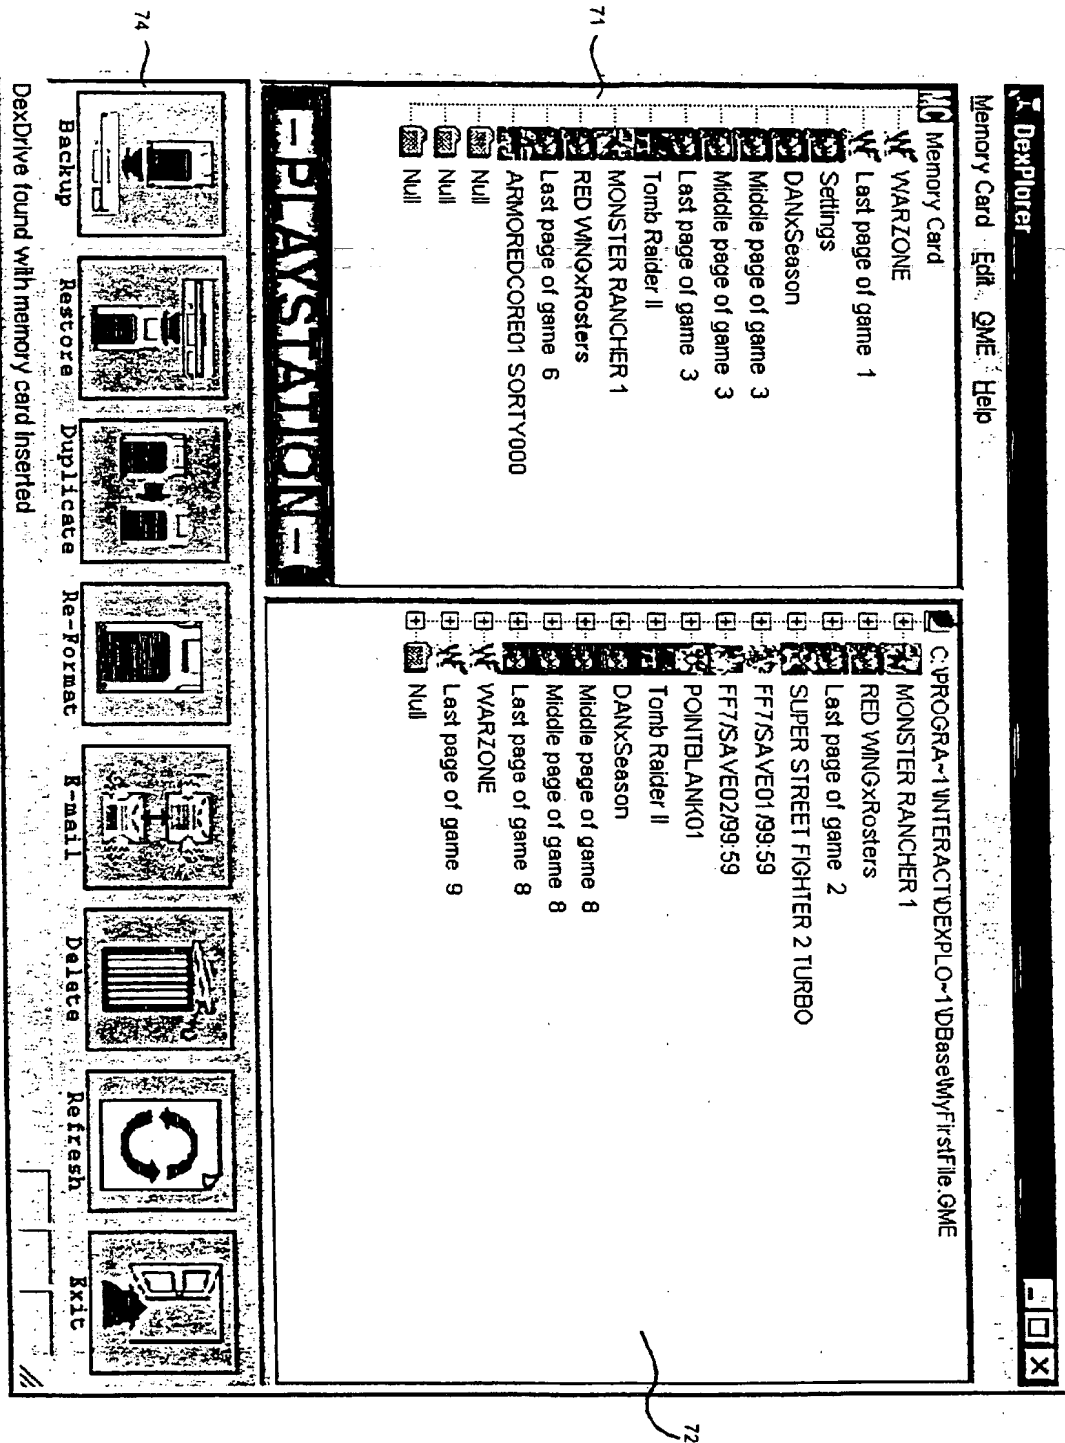 DexPlorer
Memory Card Edit GME Help
MC Memory Card
WARZONE
Last page of game 1
Settings
DANxSeason
Middle page of game 3
Middle page of game 3
Last page of game 3
Tomb Raider II
MONSTER RANCHER 1
RED WINGxRosters
Last page of game 6
ARMOREDCORE01 SORTY000
Null
Null
Null
-PLAYSTATION-
C:\PROGRA~1\INTERACT\DEXPLO~1\DBase\MyFirstFile.GME
MONSTER RANCHER 1
RED WINGxRosters
Last page of game 2
SUPER STREET FIGHTER 2 TURBO
FF7/SAVE01/99:59
FF7/SAVE02/99:59
POINTBLANK01
Tomb Raider II
DANxSeason
Middle page of game 8
Middle page of game 8
Last page of game 8
WARZONE
Last page of game 9
Null
Backup Restore Duplicate Re-Format E-mail Delete Refresh Exit
DexDrive found with memory card inserted
71
72
74